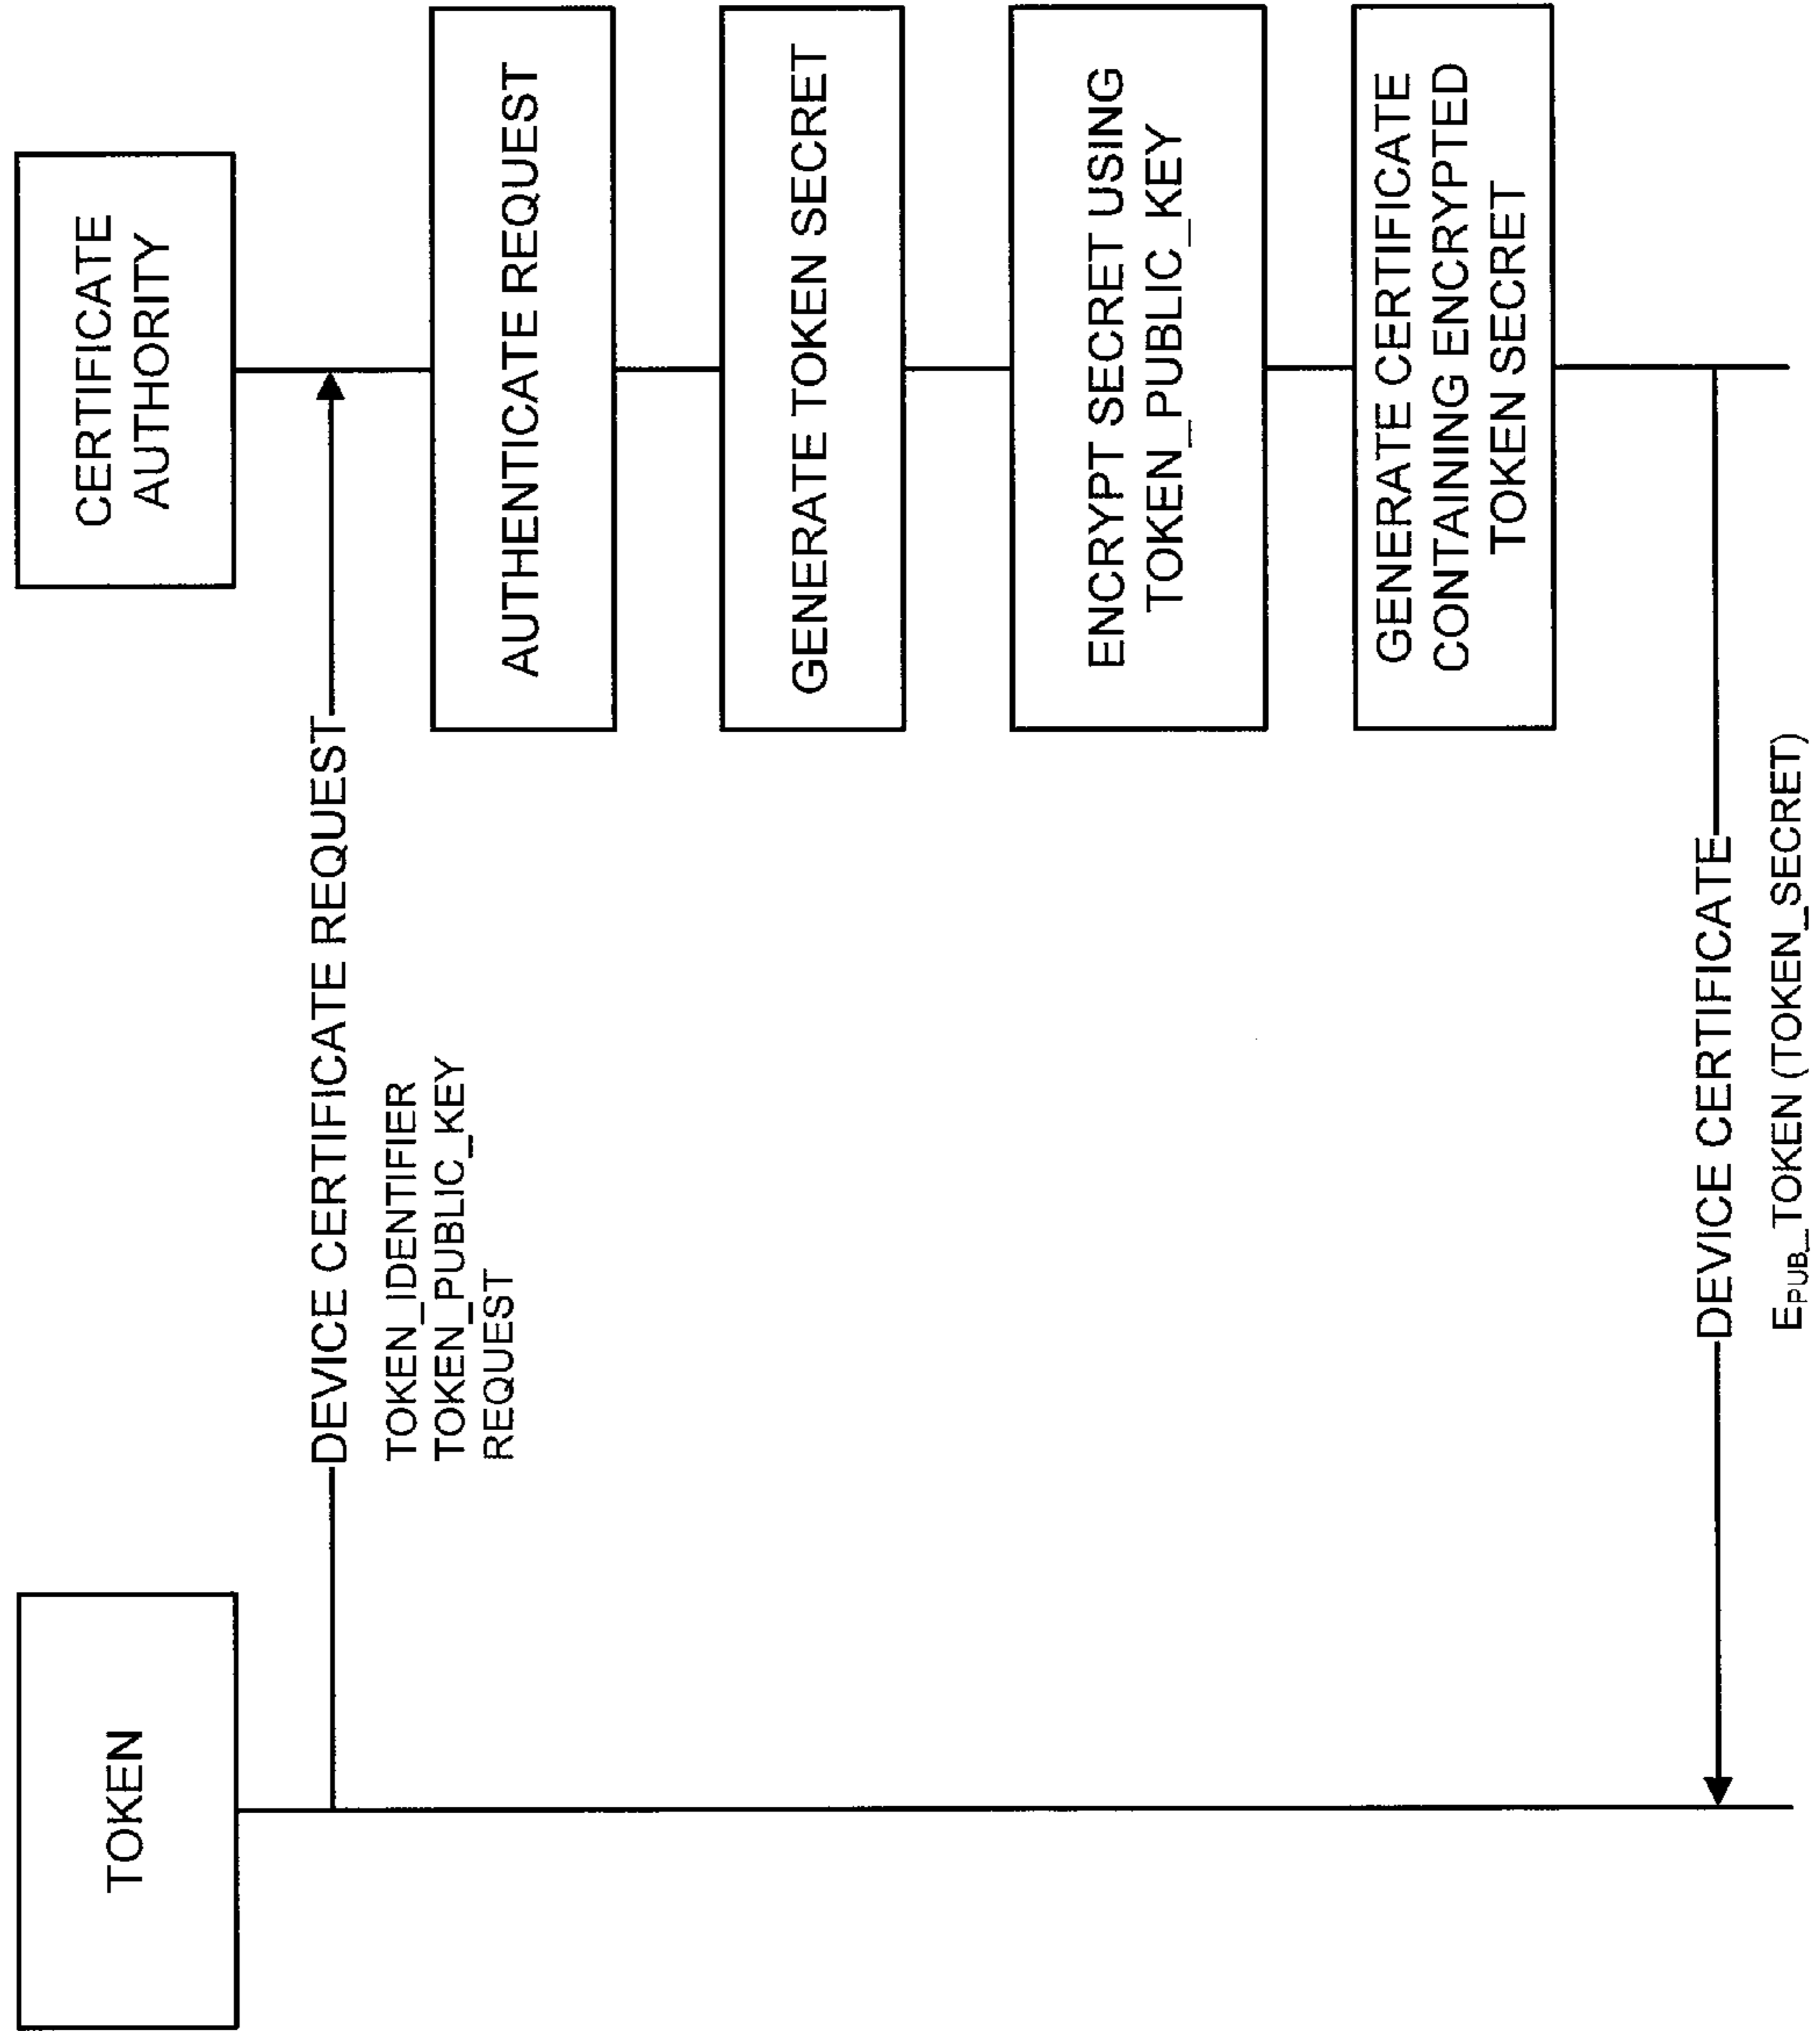 TOKEN
CERTIFICATE
AUTHORITY
DEVICE CERTIFICATE REQUEST
TOKEN_IDENTIFIER
TOKEN_PUBLIC_KEY
REQUEST
AUTHENTICATE REQUEST
GENERATE TOKEN SECRET
ENCRYPT SECRET USING
TOKEN_PUBLIC_KEY
GENERATE CERTIFICATE
CONTAINING ENCRYPTED
TOKEN SECRET
DEVICE CERTIFICATE
EPUB_TOKEN (TOKEN_SECRET)